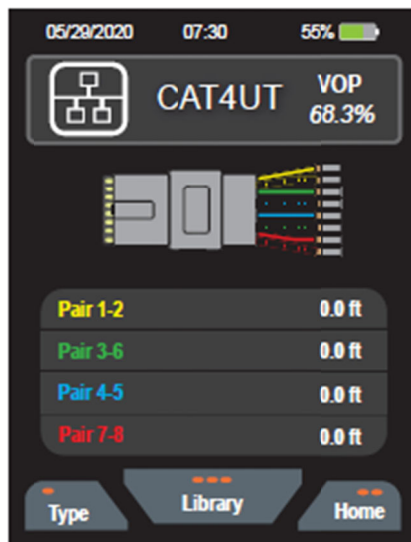 05/29/2020 07:30 55%
CAT4UT VOP
68.3%
Pair 1-2 0.0 ft
Pair 3-6 0.0 ft
Pair 4-5 0.0 ft
Pair 7-8 0.0 ft
Type Library Home